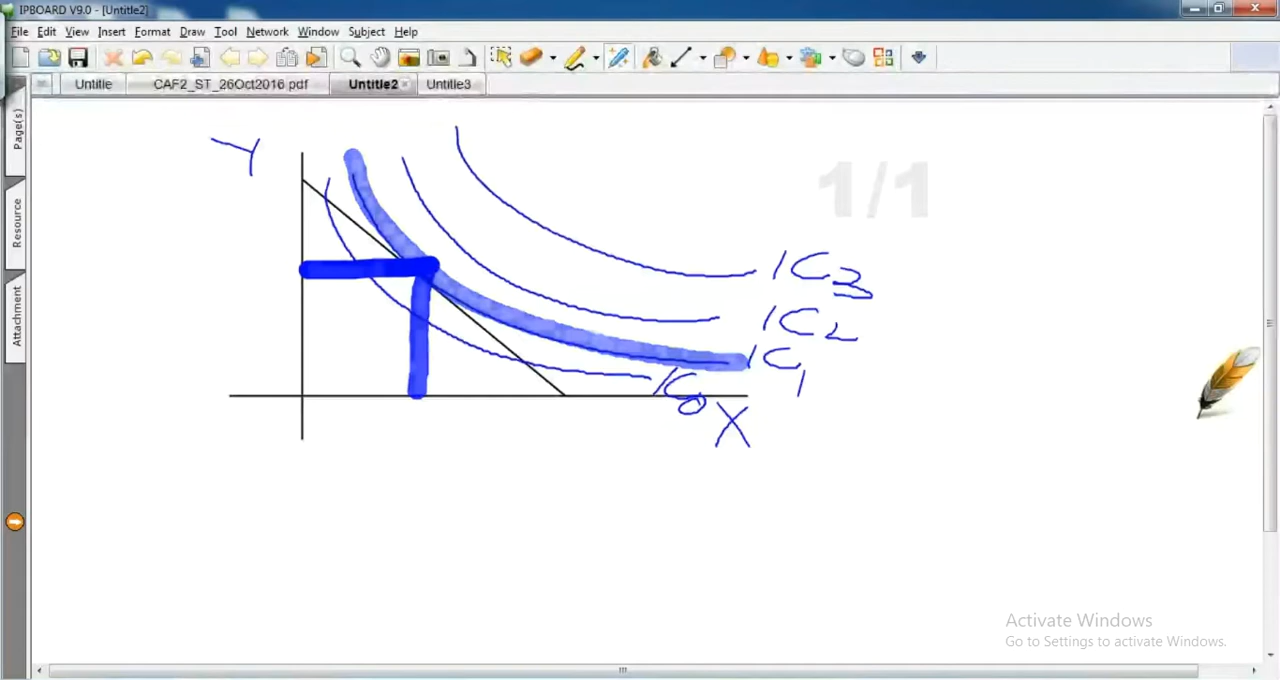 IPBOARD V9.0 - [Untitle2]
File Edit View Insert Format Draw Tool Network Window Subject Help
Untitle CAF2_ST_26Oct2016 pdf Untitle2 Untitle3
Page(s)
Resource
Attachment
1/1
Y
IC3
IC2
IC1
IC0
X
Activate Windows
Go to Settings to activate Windows.